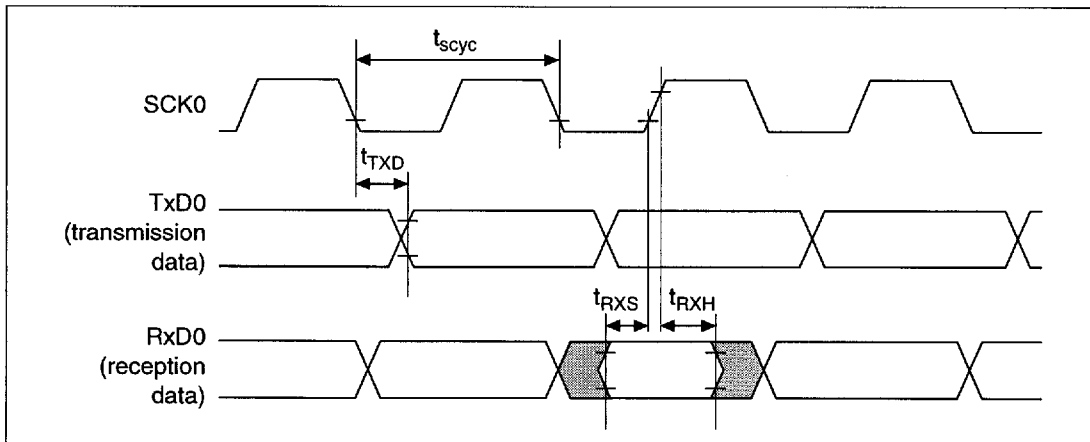 tscyc
SCK0
tTXD
TxD0
(transmission
data)
tRXS
tRXH
RxD0
(reception
data)